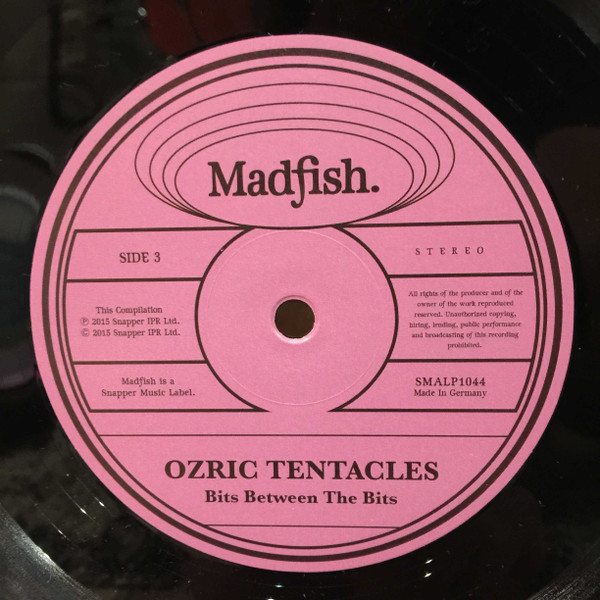 Madfish.
SIDE 3
STEREO
This Compilation
℗ 2015 Snapper IPR Ltd.
© 2015 Snapper IPR Ltd.
All rights of the producer and of the
owner of the work reproduced
reserved. Unauthorized copying,
hiring, lending, public performance
and broadcasting of this recording
prohibited.
Madfish is a
Snapper Music Label.
SMALP1044
Made In Germany
OZRIC TENTACLES
Bits Between The Bits